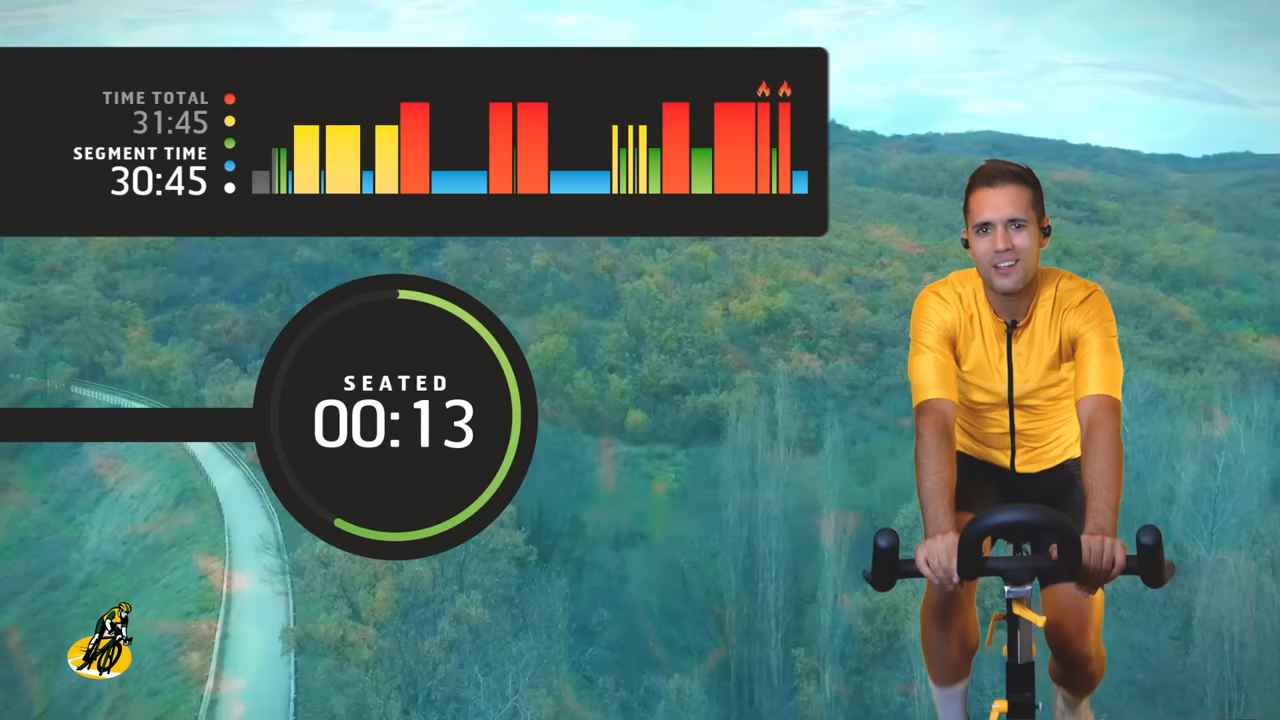 TIME TOTAL
31:45
SEGMENT TIME
30:45
SEATED
00:13